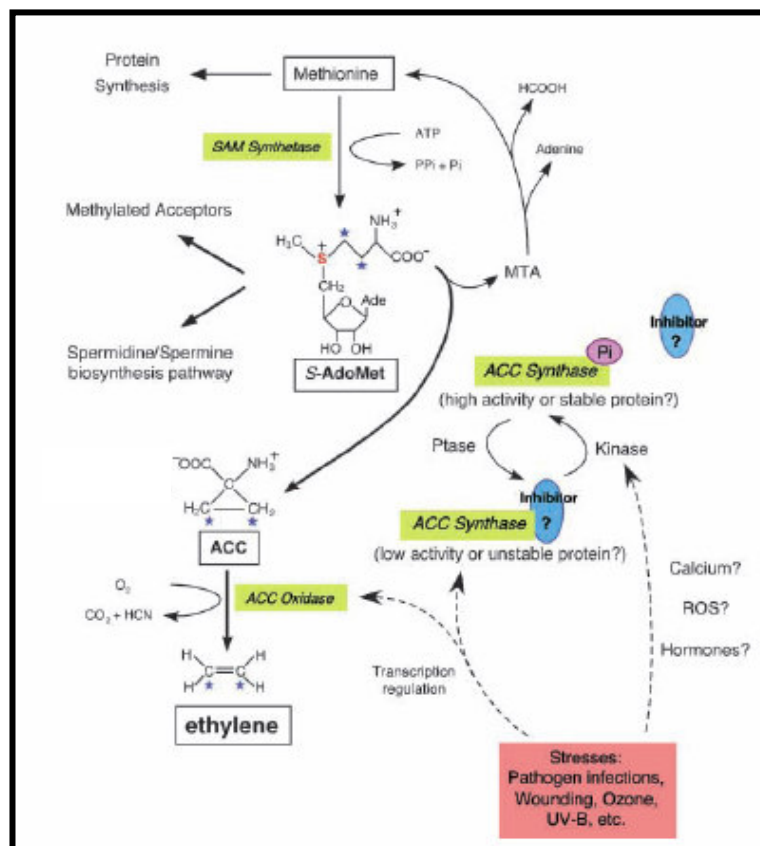 Protein
Synthesis
Methionine
HCOOH
SAM Synthetase
ATP
PPi + Pi
Adenine
Methylated Acceptors
NH₃⁺
H₃C
S⁺
COO⁻
CH₂
O
Ade
HO OH
MTA
S-AdoMet
Spermidine/Spermine
biosynthesis pathway
Inhibitor
?
Pi
ACC Synthase
(high activity or stable protein?)
Ptase
Kinase
⁻OOC
NH₃⁺
C
H₂C
CH₂
ACC
Inhibitor
?
ACC Synthase
(low activity or unstable protein?)
O₂
CO₂ + HCN
ACC Oxidase
Calcium?
ROS?
Hormones?
H H
C=C
H H
ethylene
Transcription
regulation
Stresses:
Pathogen infections,
Wounding, Ozone,
UV-B, etc.